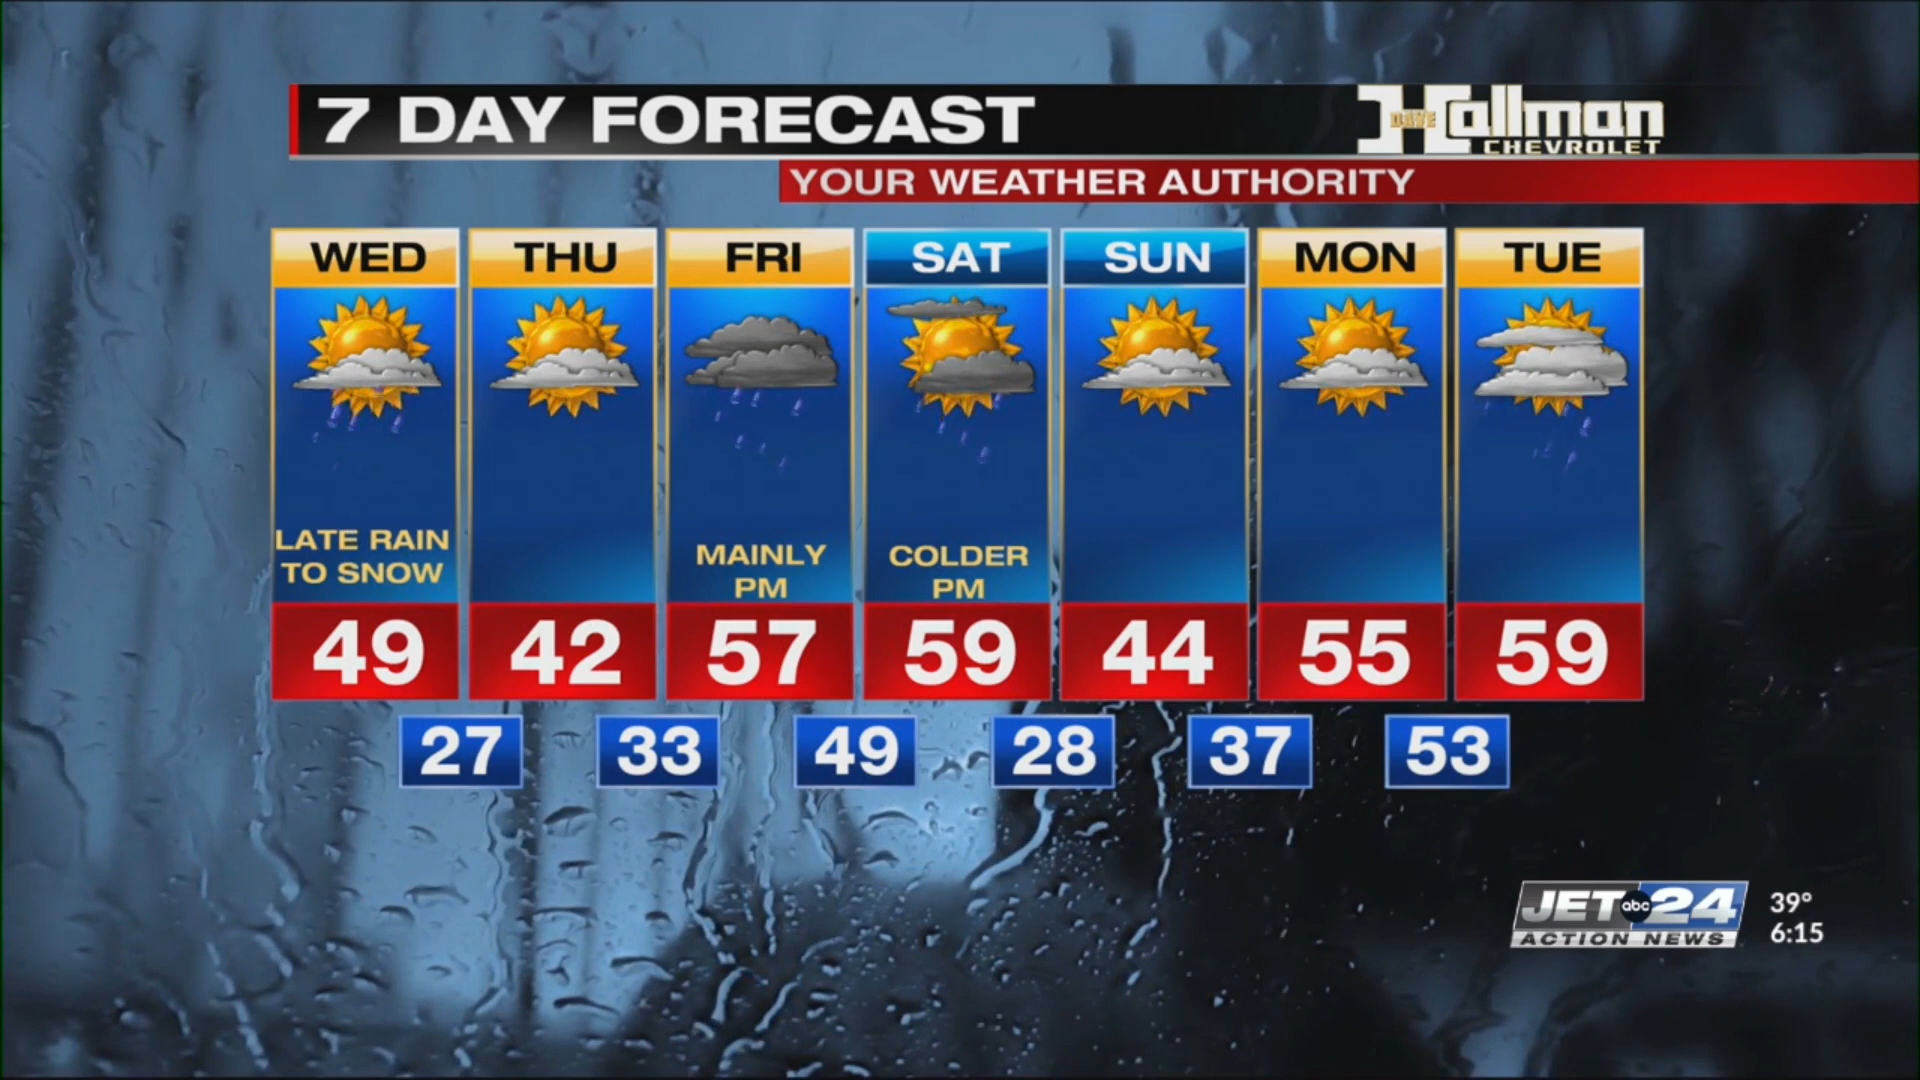 7 DAY FORECAST
DAVE Hallman
CHEVROLET
YOUR WEATHER AUTHORITY
WED THU FRI SAT SUN MON TUE
LATE RAIN
TO SNOW
MAINLY
PM
COLDER
PM
49 42 57 59 44 55 59
27 33 49 28 37 53
JET abc 24
ACTION NEWS
39°
6:15